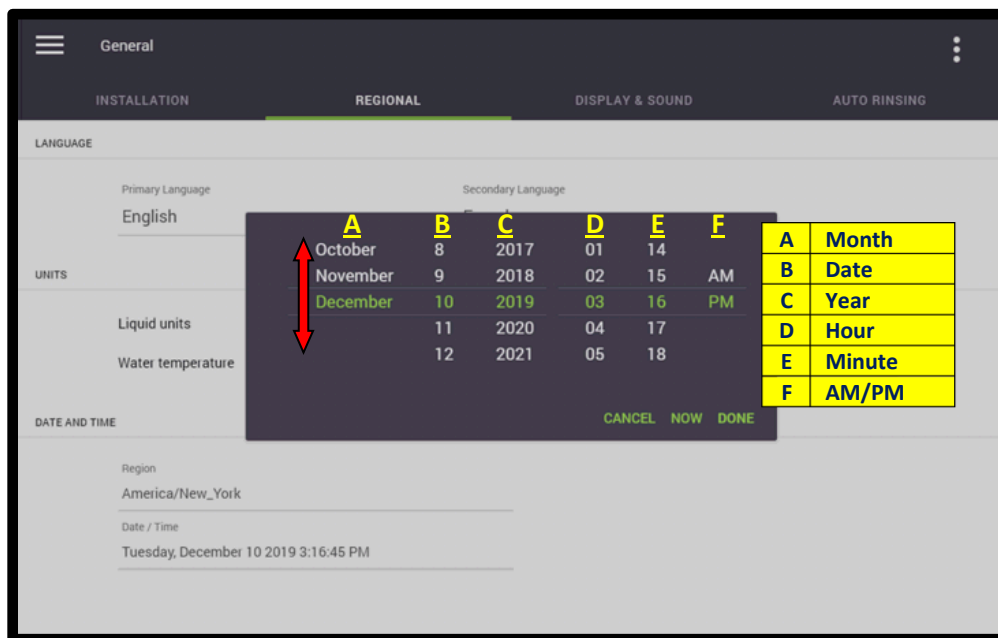 General
INSTALLATION REGIONAL DISPLAY & SOUND AUTO RINSING
LANGUAGE
Primary Language Secondary Language
English
A B C D E F
October 8 2017 01 14
November 9 2018 02 15 AM
December 10 2019 03 16 PM
11 2020 04 17
12 2021 05 18
CANCEL NOW DONE
A Month
B Date
C Year
D Hour
E Minute
F AM/PM
UNITS
Liquid units
Water temperature
DATE AND TIME
Region
America/New_York
Date / Time
Tuesday, December 10 2019 3:16:45 PM